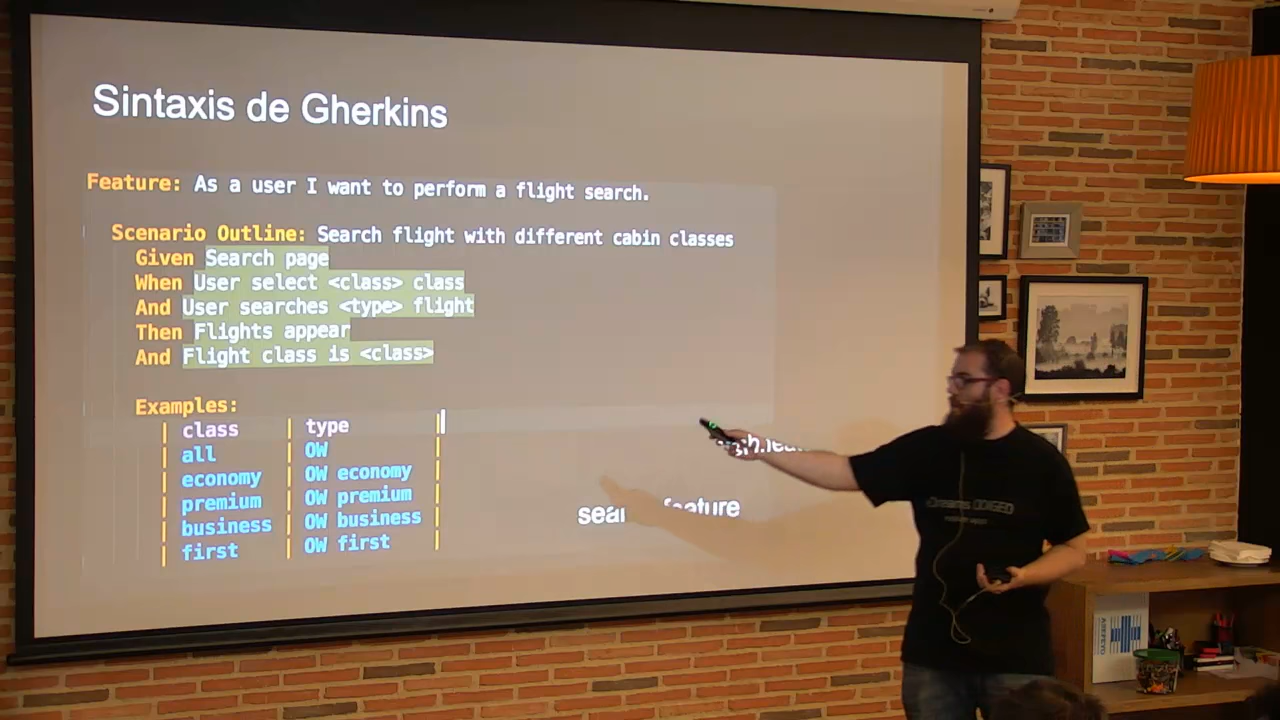 Sintaxis de Gherkins
Feature: As a user I want to perform a flight search.
Scenario Outline: Search flight with different cabin classes
Given Search page
When User select <class> class
And User searches <type> flight
Then Flights appear
And Flight class is <class>
Examples:
| class | type |
| all | OW |
| economy | OW economy |
| premium | OW premium |
| business | OW business |
| first | OW first |
ASEPEYO